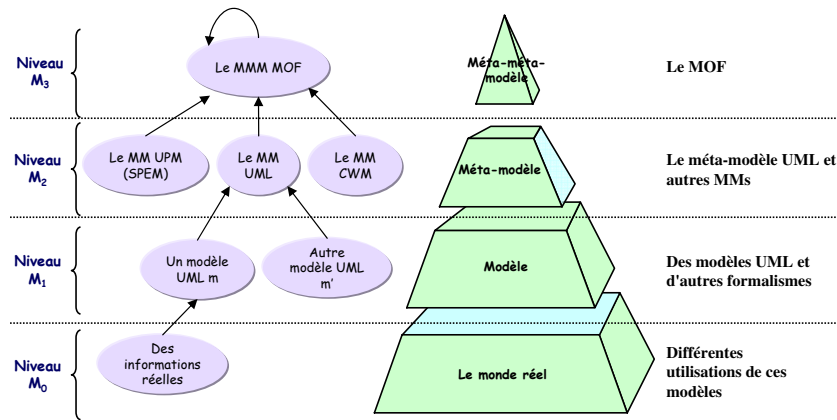 Niveau
M3
Le MMM MOF
Méta-méta-
modèle
Le MOF
Niveau
M2
Le MM UPM
(SPEM)
Le MM
UML
Le MM
CWM
Méta-modèle
Le méta-modèle UML et
autres MMs
Niveau
M1
Un modèle
UML m
Autre
modèle UML
m'
Modèle
Des modèles UML et
d'autres formalismes
Niveau
M0
Des
informations
réelles
Le monde réel
Différentes
utilisations de ces
modèles